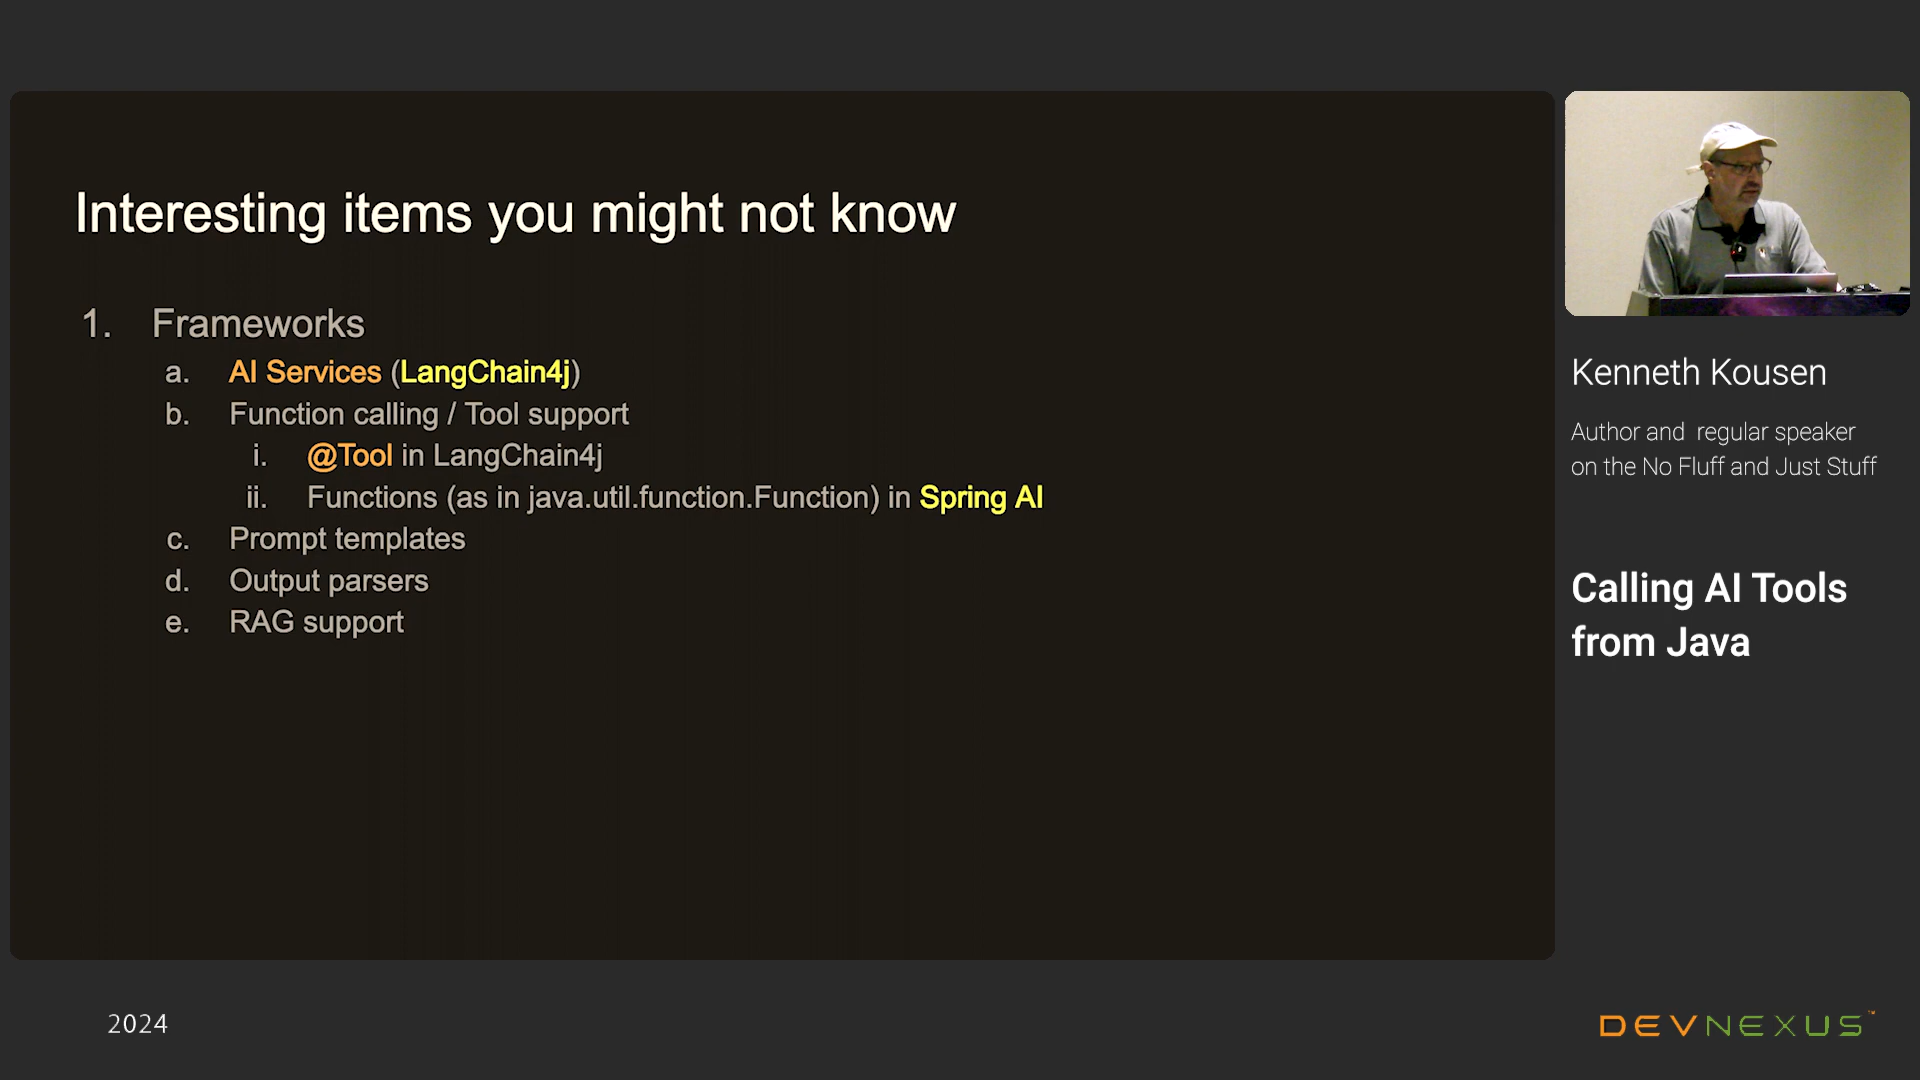 Interesting items you might not know
1. Frameworks
a. AI Services (LangChain4j)
b. Function calling / Tool support
i. @Tool in LangChain4j
ii. Functions (as in java.util.function.Function) in Spring AI
c. Prompt templates
d. Output parsers
e. RAG support
Kenneth Kousen
Author and regular speaker
on the No Fluff and Just Stuff
Calling AI Tools
from Java
2024
DEVNEXUS™